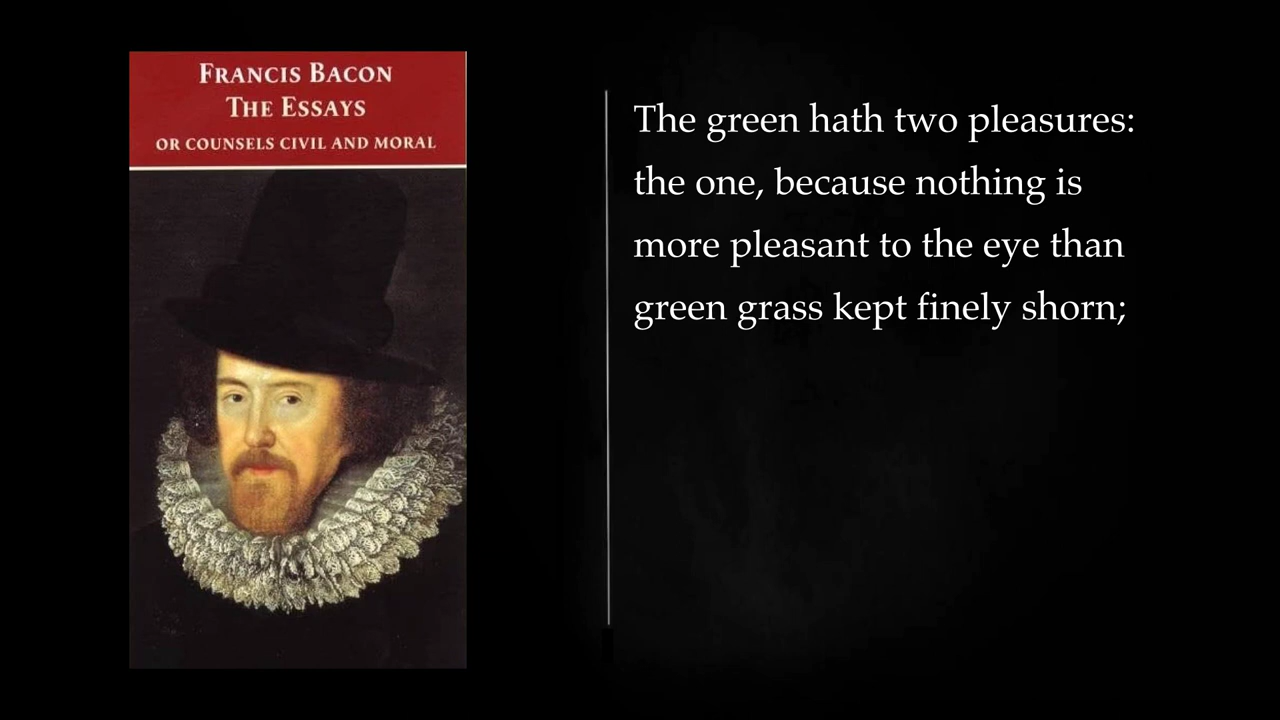 FRANCIS BACON
THE ESSAYS
OR COUNSELS CIVIL AND MORAL
The green hath two pleasures:
the one, because nothing is
more pleasant to the eye than
green grass kept finely shorn;